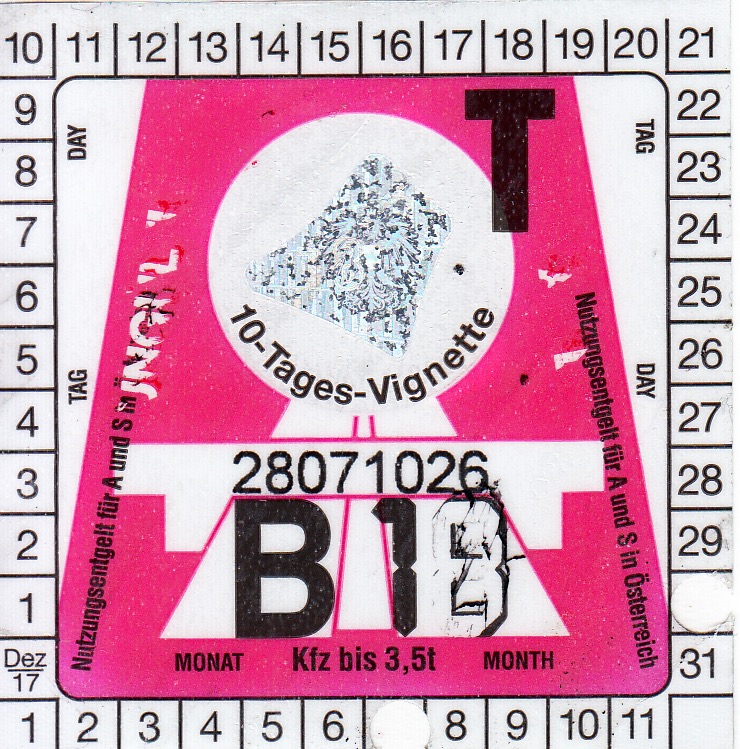 10 11 12 13 14 15 16 17 18 19 20 21
9 22
T
DAY TAG
8 23
7 24
6 25
10-Tages-Vignette
5 26
TAG DAY
4 27
Nutzungsentgelt für A und S in
Nutzungsentgelt für A und S in Österreich
28071026
3 28
B
2 29
1
MONAT Kfz bis 3,5t MONTH
Dez 31
17
1 2 3 4 5 6 8 9 10 11